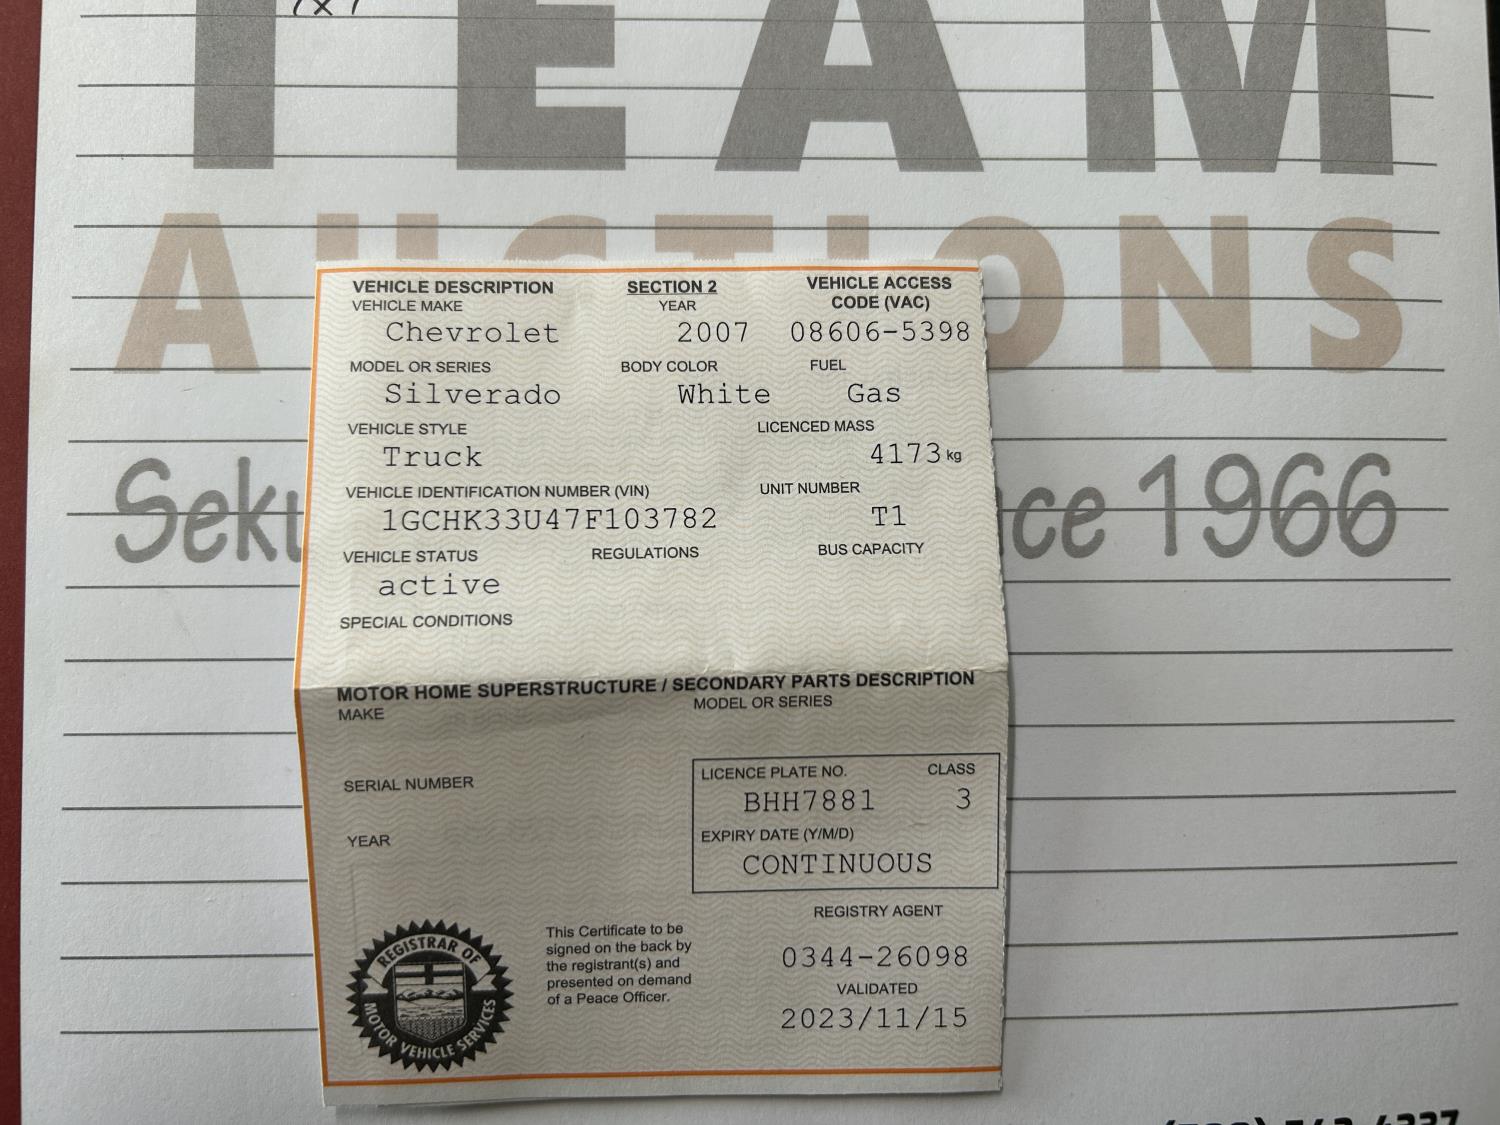 TEAM
AUCTIONS
Seku
ce 1966
VEHICLE DESCRIPTION SECTION 2 VEHICLE ACCESS
CODE (VAC)
VEHICLE MAKE YEAR
Chevrolet 2007 08606-5398
MODEL OR SERIES BODY COLOR FUEL
Silverado White Gas
VEHICLE STYLE LICENCED MASS
Truck 4173 kg
VEHICLE IDENTIFICATION NUMBER (VIN) UNIT NUMBER
1GCHK33U47F103782 T1
VEHICLE STATUS REGULATIONS BUS CAPACITY
active
SPECIAL CONDITIONS
MOTOR HOME SUPERSTRUCTURE / SECONDARY PARTS DESCRIPTION
MAKE MODEL OR SERIES
SERIAL NUMBER
YEAR
LICENCE PLATE NO. CLASS
BHH7881 3
EXPIRY DATE (Y/M/D)
CONTINUOUS
REGISTRY AGENT
0344-26098
VALIDATED
2023/11/15
This Certificate to be
signed on the back by
the registrant(s) and
presented on demand
of a Peace Officer.
REGISTRAR OF
MOTOR VEHICLE SERVICES